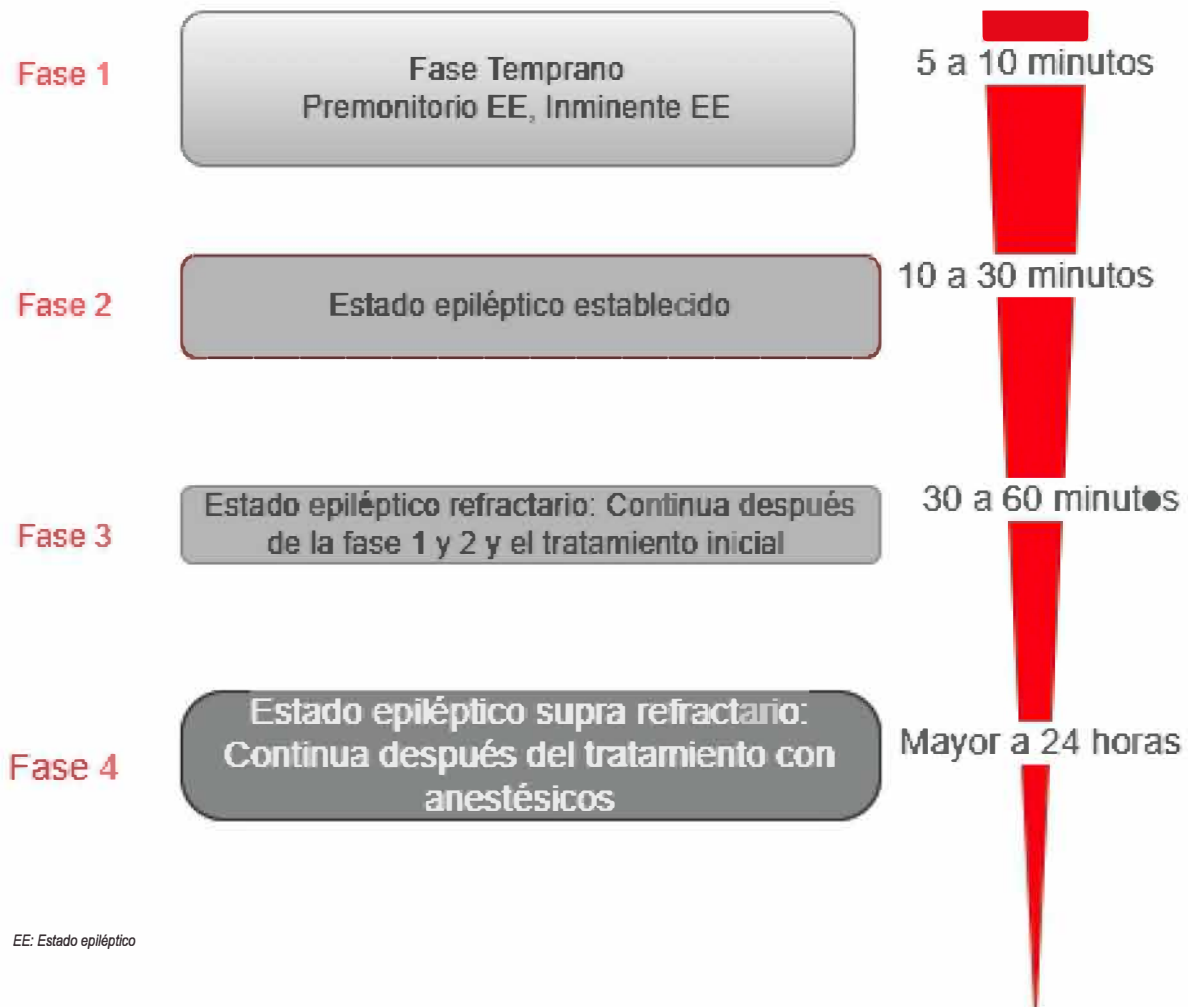 Fase 1
Fase Temprano
Premonitorio EE, Inminente EE
5 a 10 minutos
Fase 2
Estado epiléptico establecido
10 a 30 minutos
Fase 3
Estado epiléptico refractario: Continua después
de la fase 1 y 2 y el tratamiento inicial
30 a 60 minutos
Fase 4
Estado epiléptico supra refractario:
Continua después del tratamiento con
anestésicos
Mayor a 24 horas
EE: Estado epiléptico